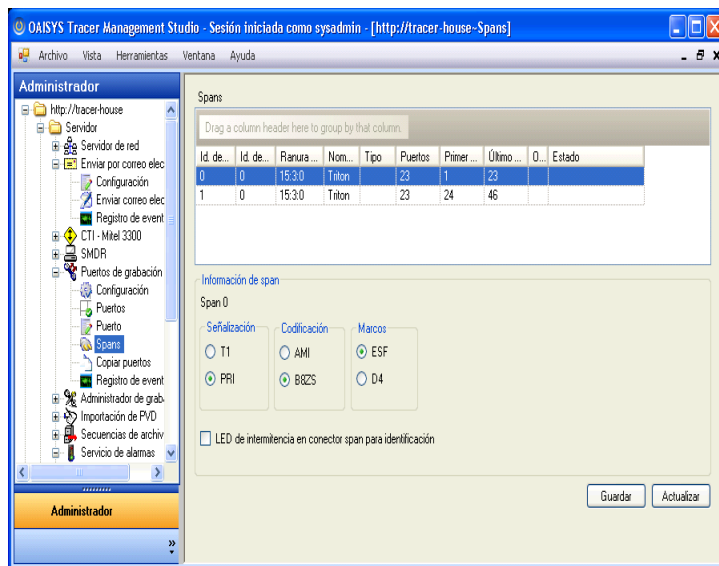 OAISYS Tracer Management Studio - Sesión iniciada como sysadmin - [http://tracer-house~Spans]
Archivo Vista Herramientas Ventana Ayuda
Administrador
http://tracer-house
Servidor
Servidor de red
Enviar por correo elec
Configuración
Enviar correo elec
Registro de event
CTI - Mitel 3300
SMDR
Puertos de grabación
Configuración
Puertos
Puerto
Spans
Copiar puertos
Registro de event
Administrador de grab
Importación de PVD
Secuencias de archiv
Servicio de alarmas
Administrador
Spans
Drag a column header here to group by that column.
Id. de... Id. de... Ranura ... Nom... Tipo Puertos Primer ... Último ... O... Estado
0 0 15:3:0 Triton 23 1 23
1 0 15:3:0 Triton 23 24 46
Información de span
Span 0
Señalización Codificación Marcos
T1 AMI ESF
PRI B8ZS D4
LED de intermitencia en conector span para identificación
Guardar Actualizar